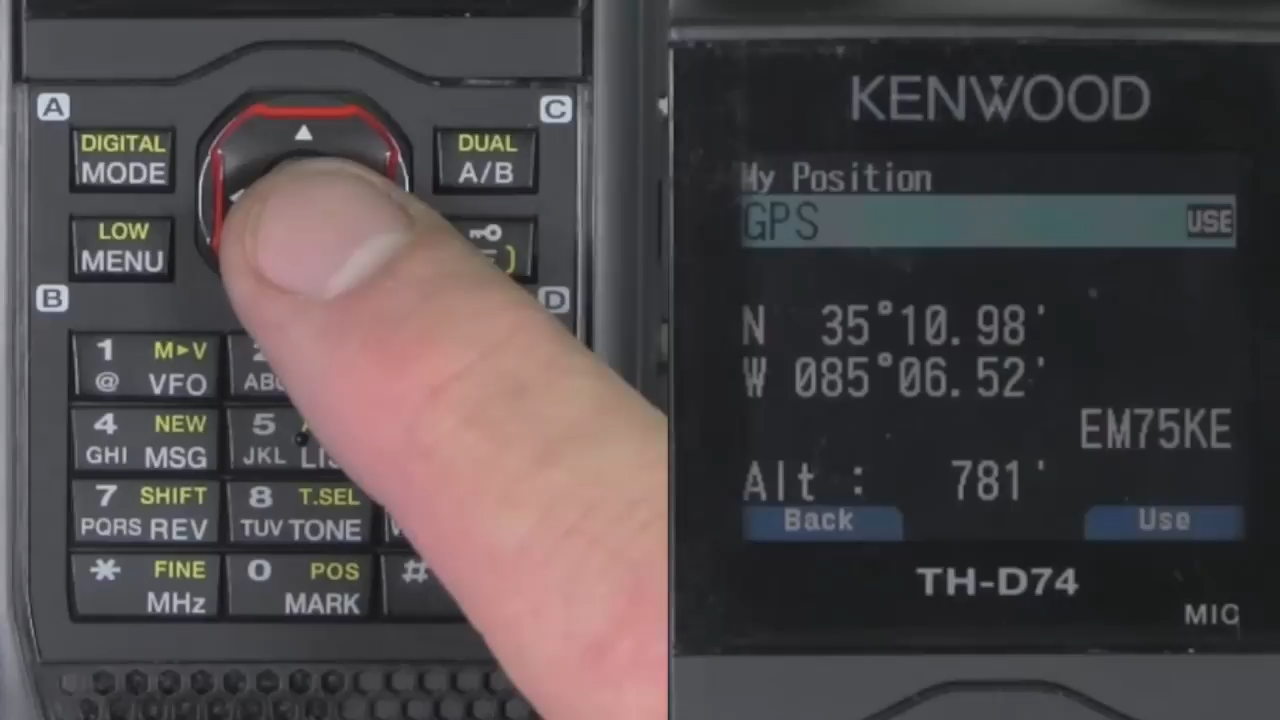 A
C
DIGITAL
MODE
DUAL
A/B
LOW
MENU
B
D
1 M►V
@ VFO
4 NEW
GHI MSG
5
JKL
7 SHIFT
PQRS REV
8 T.SEL
TUV TONE
* FINE
MHz
0 POS
MARK
#
KENWOOD
My Position
GPS USE
N 35°10.98'
W 085°06.52'
EM75KE
Alt : 781'
Back Use
TH-D74
MIC